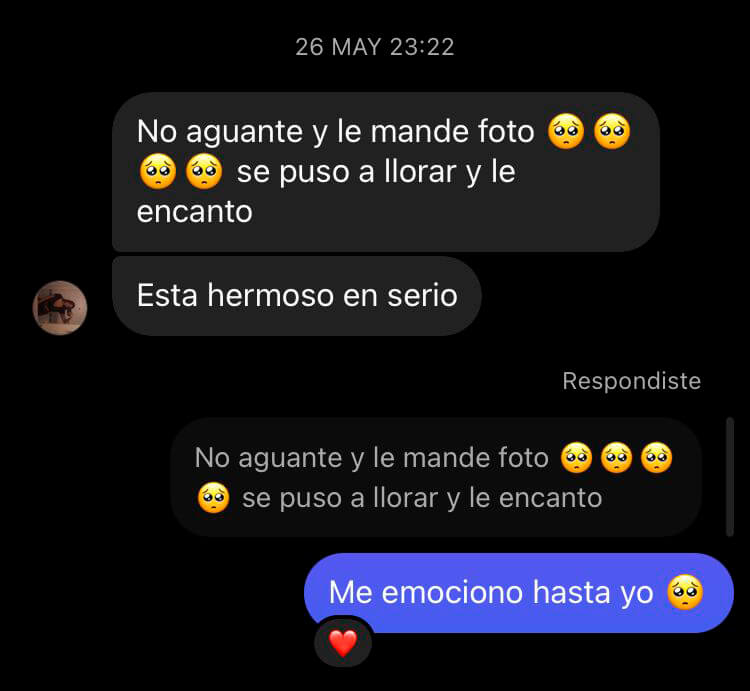 26 MAY 23:22
No aguante y le mande foto 🥺🥺
🥺🥺 se puso a llorar y le
encanto
Esta hermoso en serio
Respondiste
No aguante y le mande foto 🥺🥺🥺
🥺 se puso a llorar y le encanto
Me emociono hasta yo 🥺
❤️